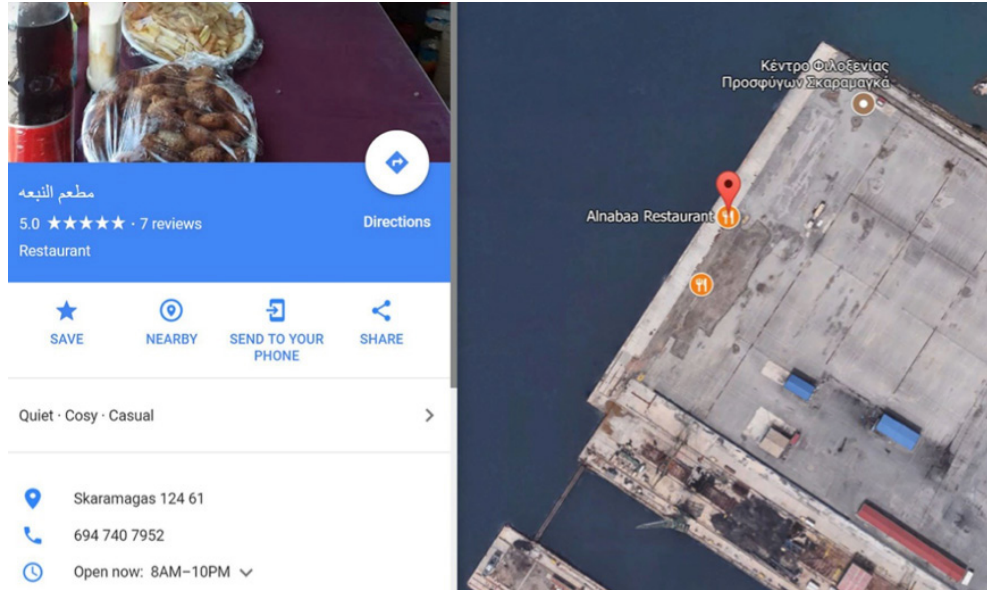 مطعم النبعه
5.0 ★★★★★ · 7 reviews
Restaurant
Directions
SAVE
NEARBY
SEND TO YOUR
PHONE
SHARE
Quiet · Cosy · Casual
Skaramagas 124 61
694 740 7952
Open now: 8AM–10PM
Κέντρο Φιλοξενίας
Προσφύγων Σκαραμαγκά
Alnabaa Restaurant